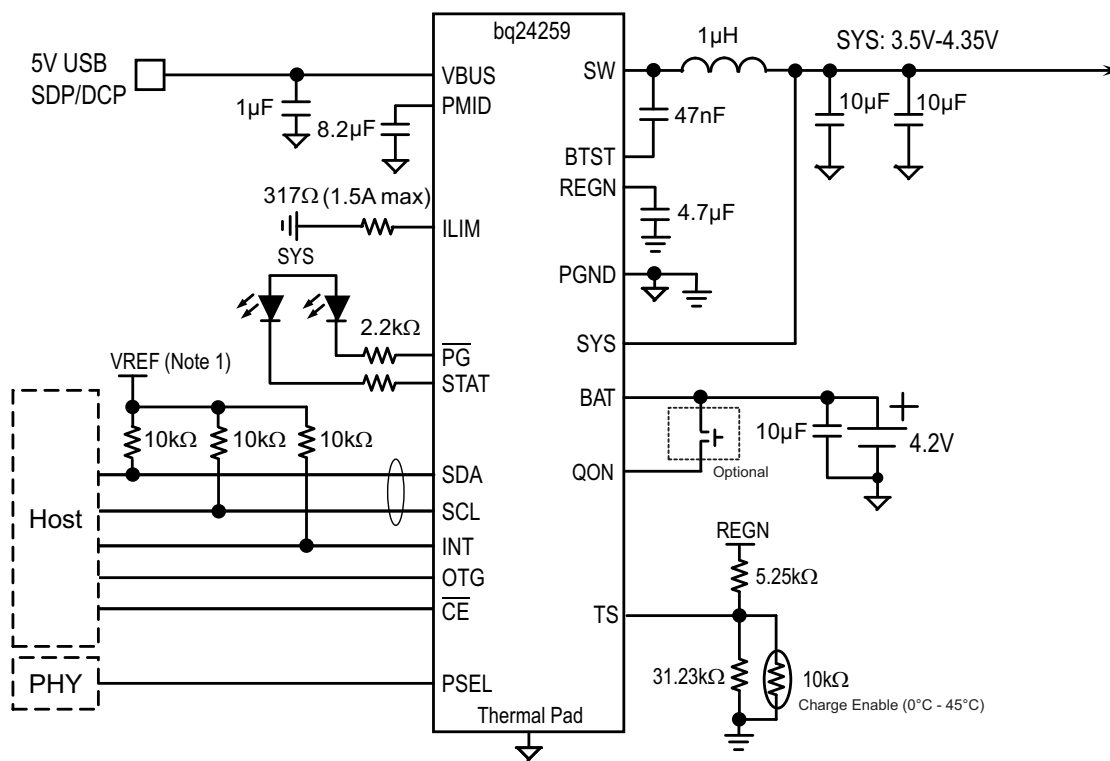 bq24259
5V USB
SDP/DCP
1µF
8.2µF
317Ω (1.5A max)
SYS
2.2kΩ
VREF (Note 1)
10kΩ
10kΩ
10kΩ
Host
PHY
VBUS
PMID
ILIM
PG
STAT
SDA
SCL
INT
OTG
CE
PSEL
Thermal Pad
SW
BTST
REGN
PGND
SYS
BAT
QON
TS
1µH
SYS: 3.5V-4.35V
47nF
10µF
10µF
4.7µF
Optional
10µF
+
4.2V
REGN
5.25kΩ
31.23kΩ
10kΩ
Charge Enable (0°C - 45°C)